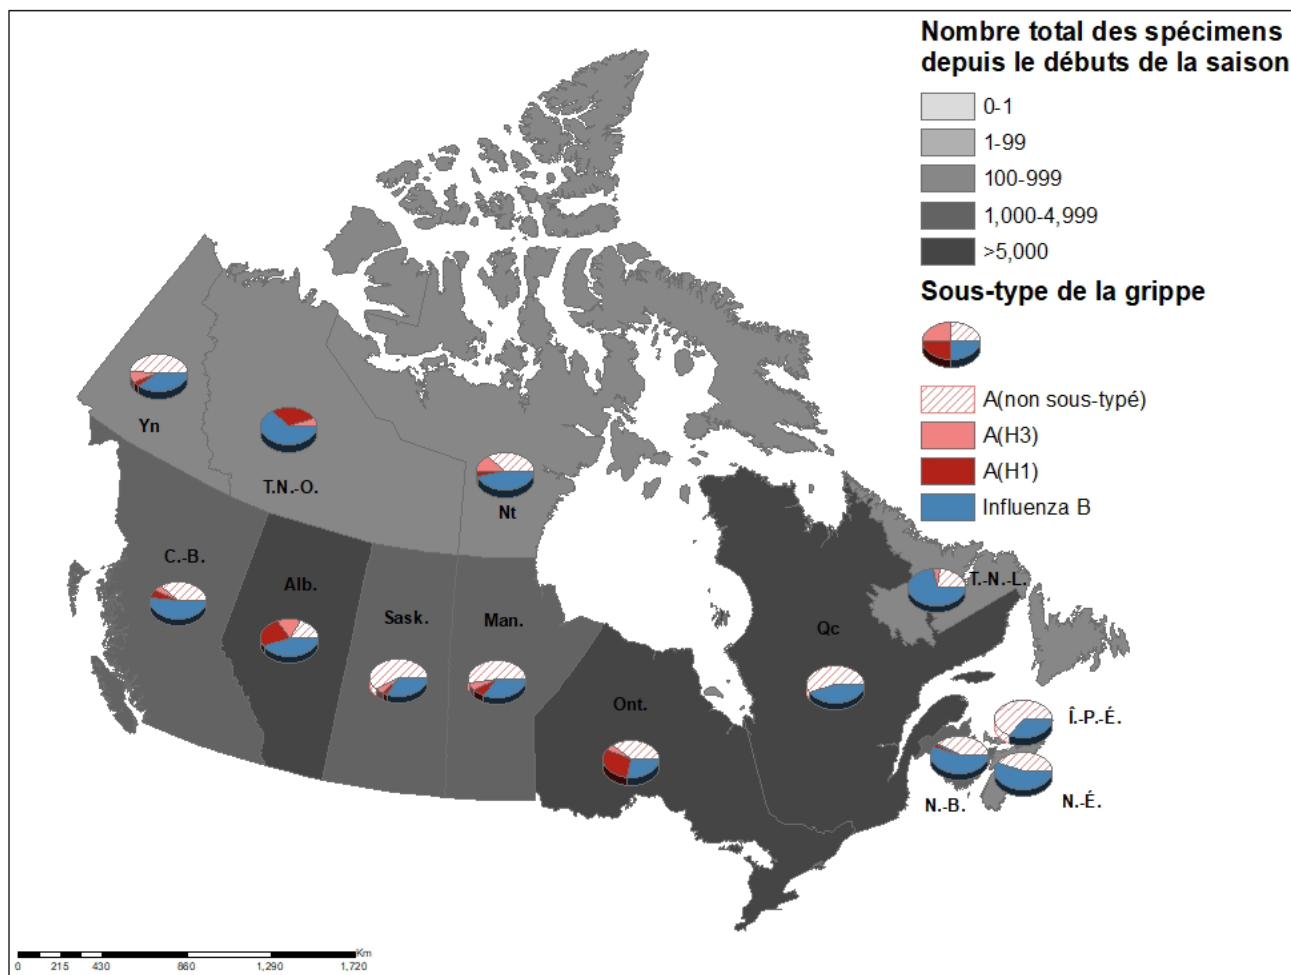 Nombre total des spécimens
depuis le débuts de la saison
0-1
1-99
100-999
1,000-4,999
>5,000
Sous-type de la grippe
A(non sous-typé)
A(H3)
A(H1)
Influenza B
Yn
T.N.-O.
Nt
C.-B.
Alb.
Sask.
Man.
Ont.
Qc
T.-N.-L.
Î.-P.-É.
N.-B.
N.-É.
Km
0 215 430 860 1,290 1,720